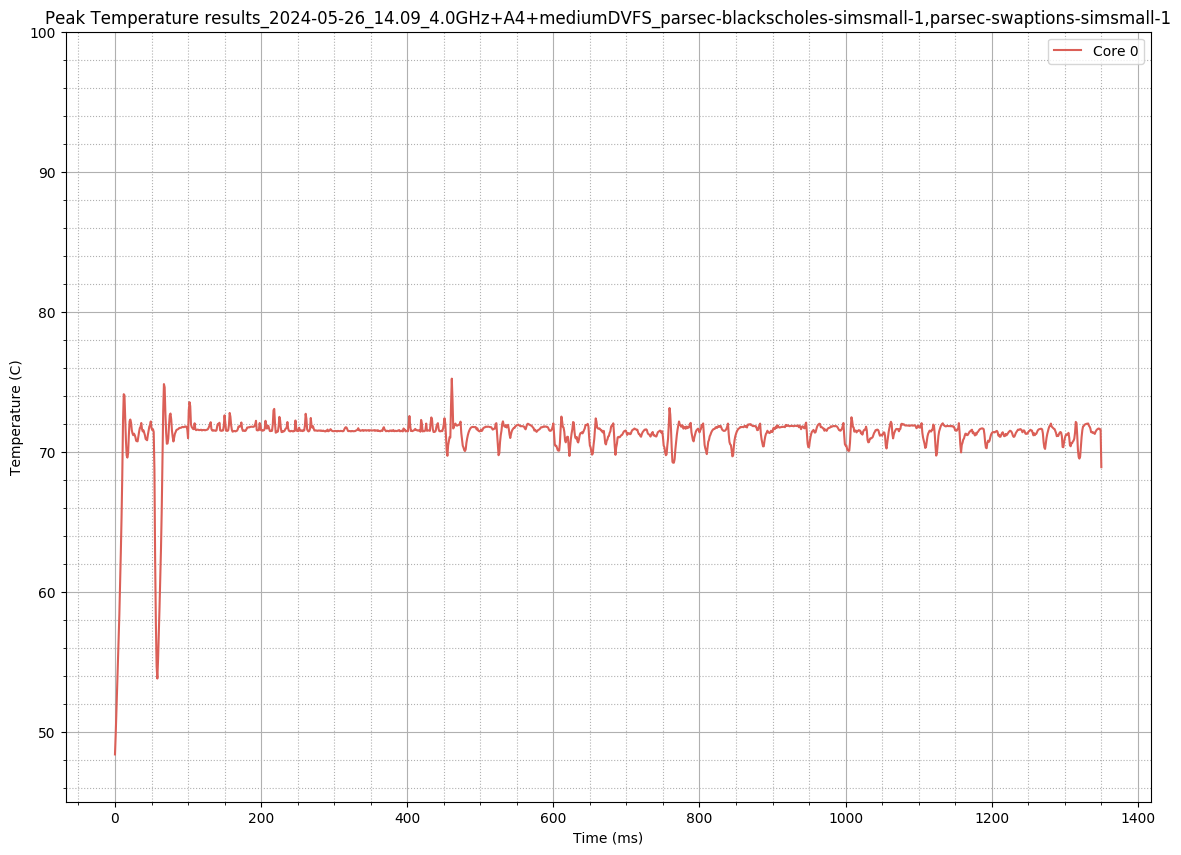 Peak Temperature results_2024-05-26_14.09_4.0GHz+A4+mediumDVFS_parsec-blackscholes-simsmall-1,parsec-swaptions-simsmall-1
Core 0
100
90
80
70
60
50
Temperature (C)
0 200 400 600 800 1000 1200 1400
Time (ms)